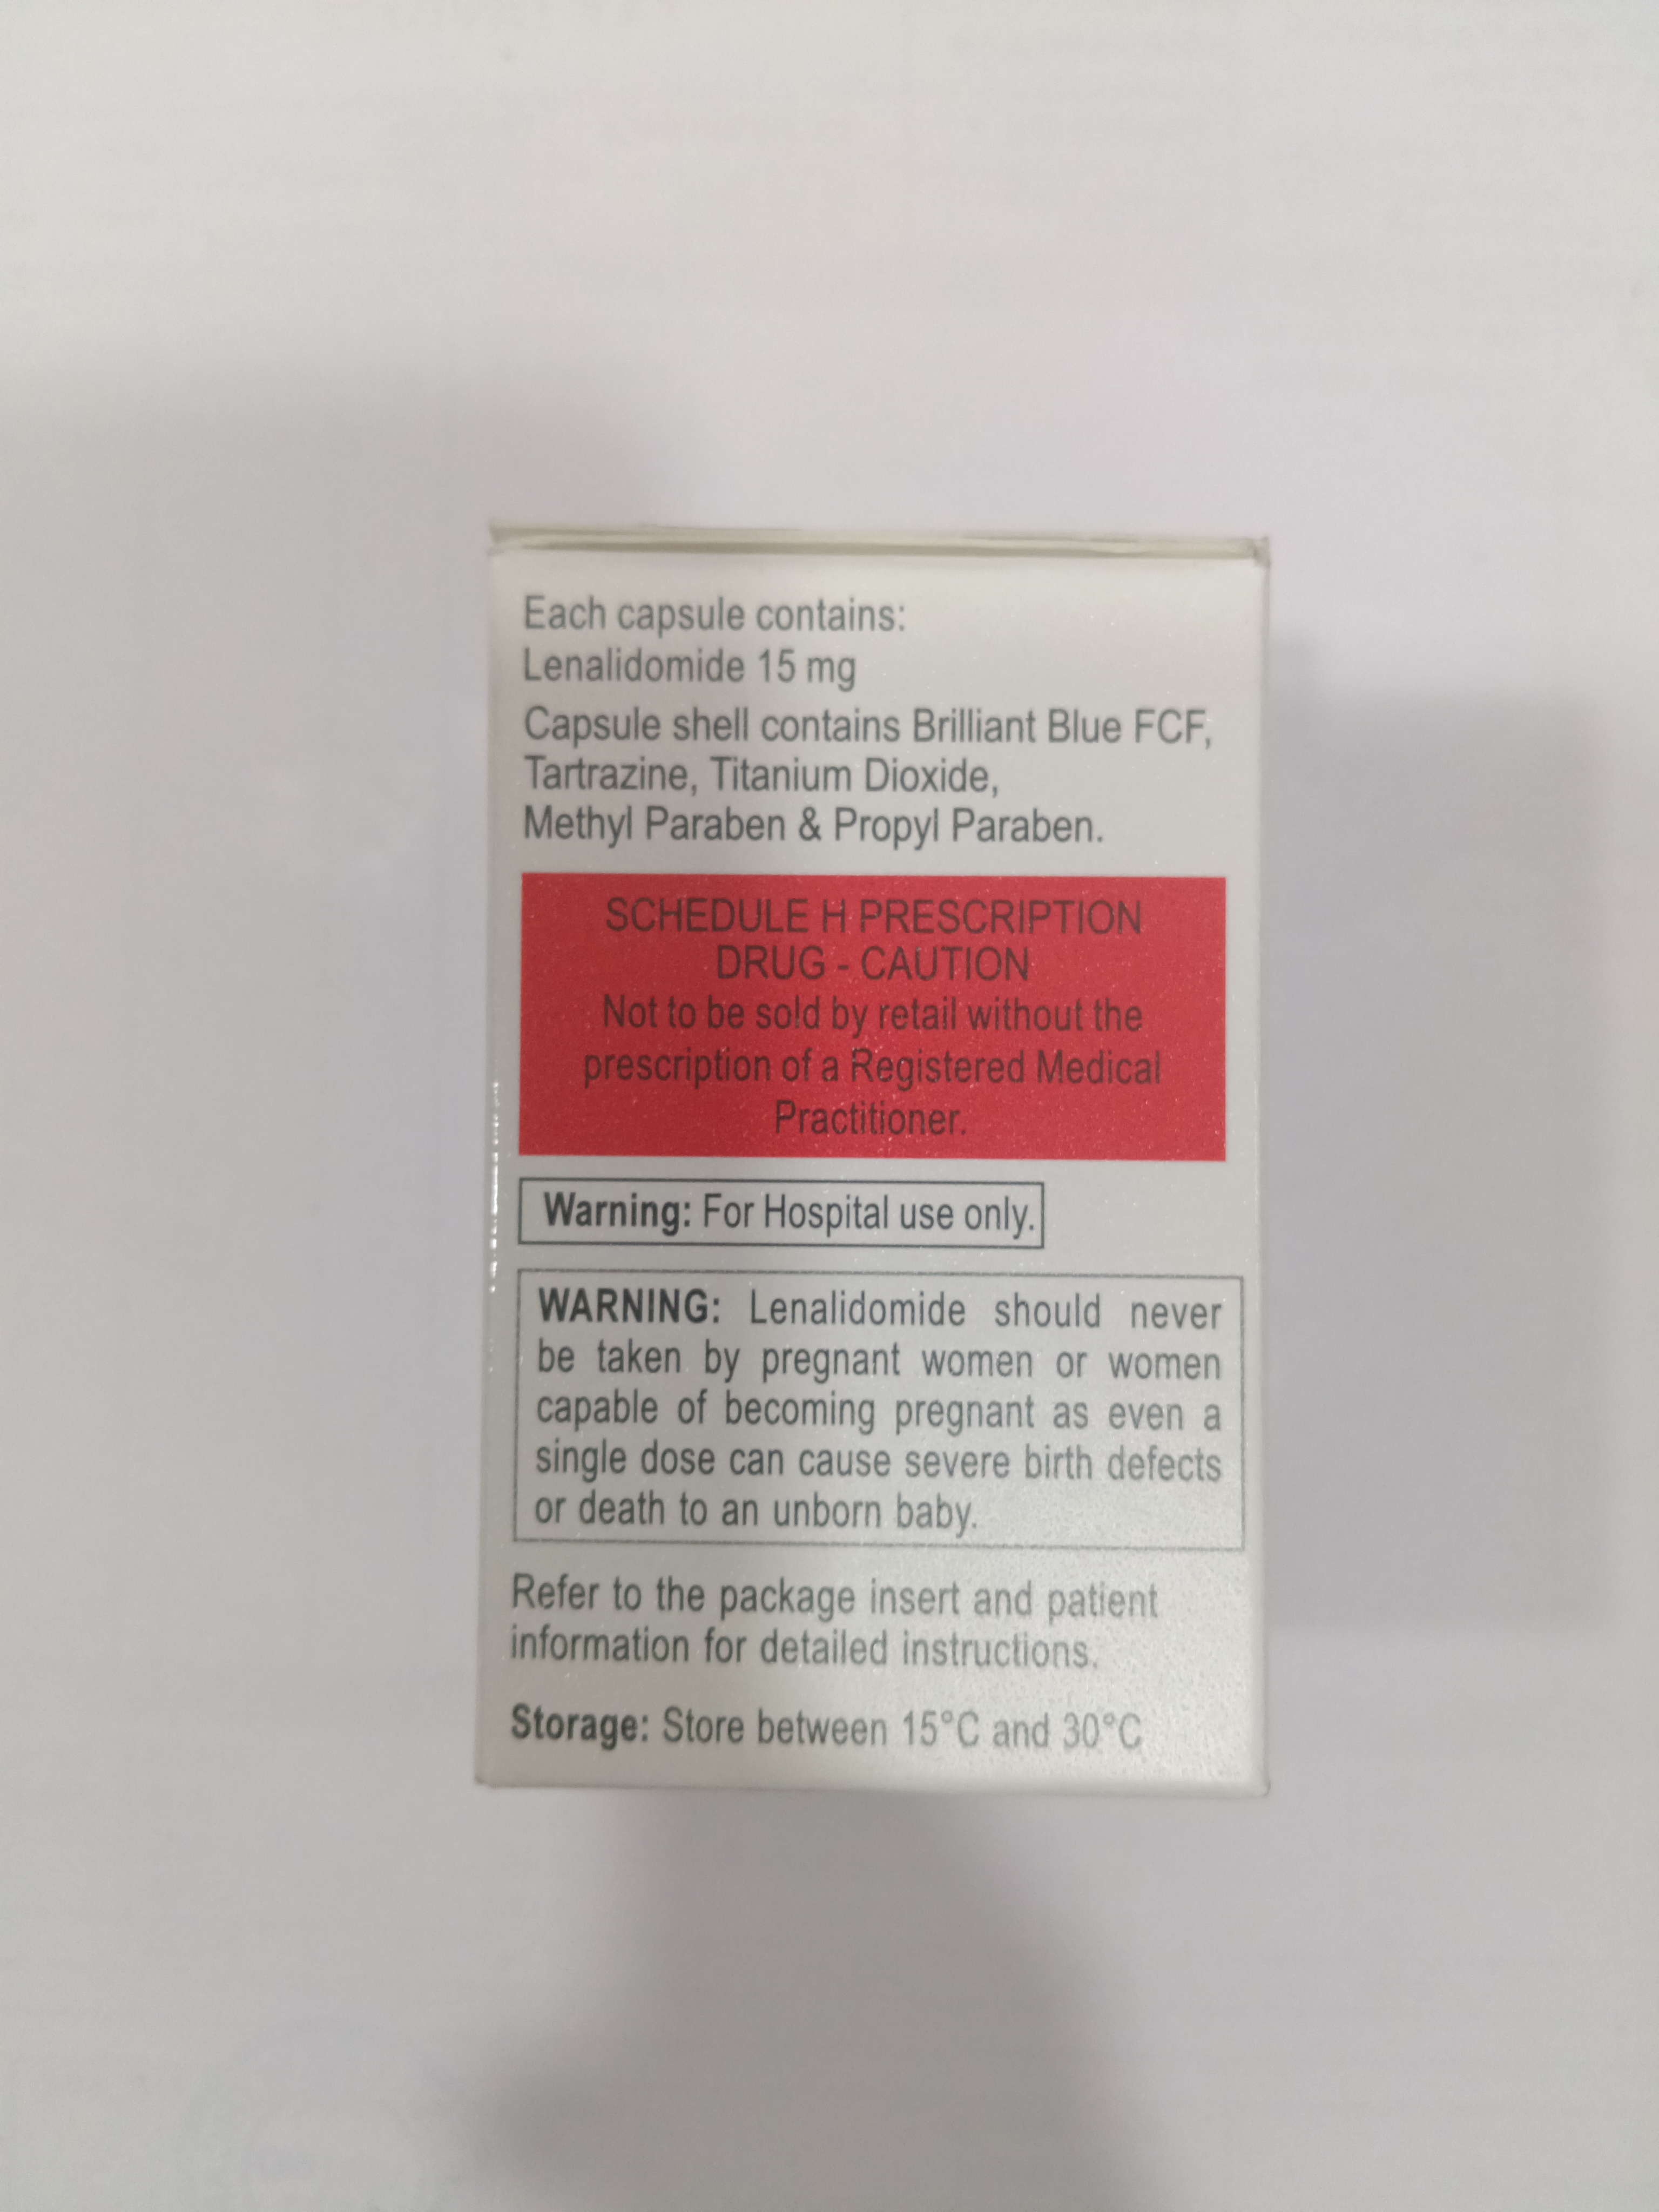 Each capsule contains:
Lenalidomide 15 mg
Capsule shell contains Brilliant Blue FCF,
Tartrazine, Titanium Dioxide,
Methyl Paraben & Propyl Paraben.
SCHEDULE H PRESCRIPTION
DRUG - CAUTION
Not to be sold by retail without the
prescription of a Registered Medical
Practitioner.
Warning: For Hospital use only.
WARNING: Lenalidomide should never
be taken by pregnant women or women
capable of becoming pregnant as even a
single dose can cause severe birth defects
or death to an unborn baby.
Refer to the package insert and patient
information for detailed instructions.
Storage: Store between 15°C and 30°C